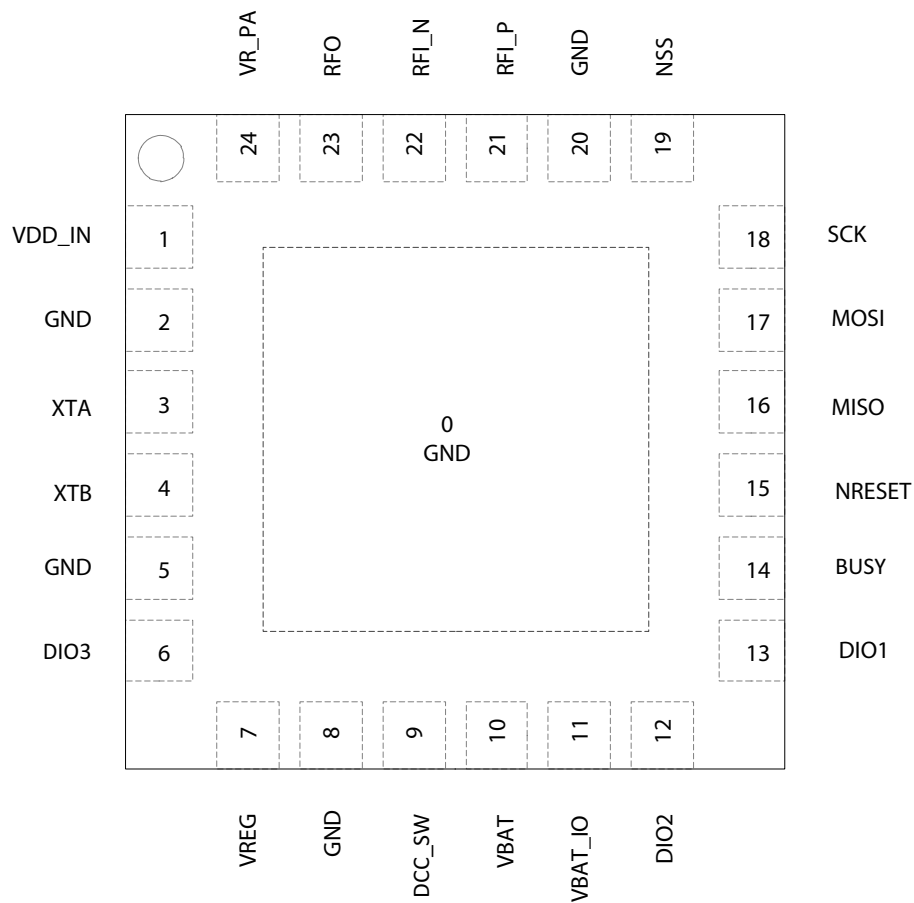 VR_PA
RFO
RFI_N
RFI_P
GND
NSS
24
23
22
21
20
19
VDD_IN
1
18
SCK
GND
2
17
MOSI
XTA
3
16
MISO
0
GND
XTB
4
15
NRESET
GND
5
14
BUSY
DIO3
6
13
DIO1
7
8
9
10
11
12
VREG
GND
DCC_SW
VBAT
VBAT_IO
DIO2